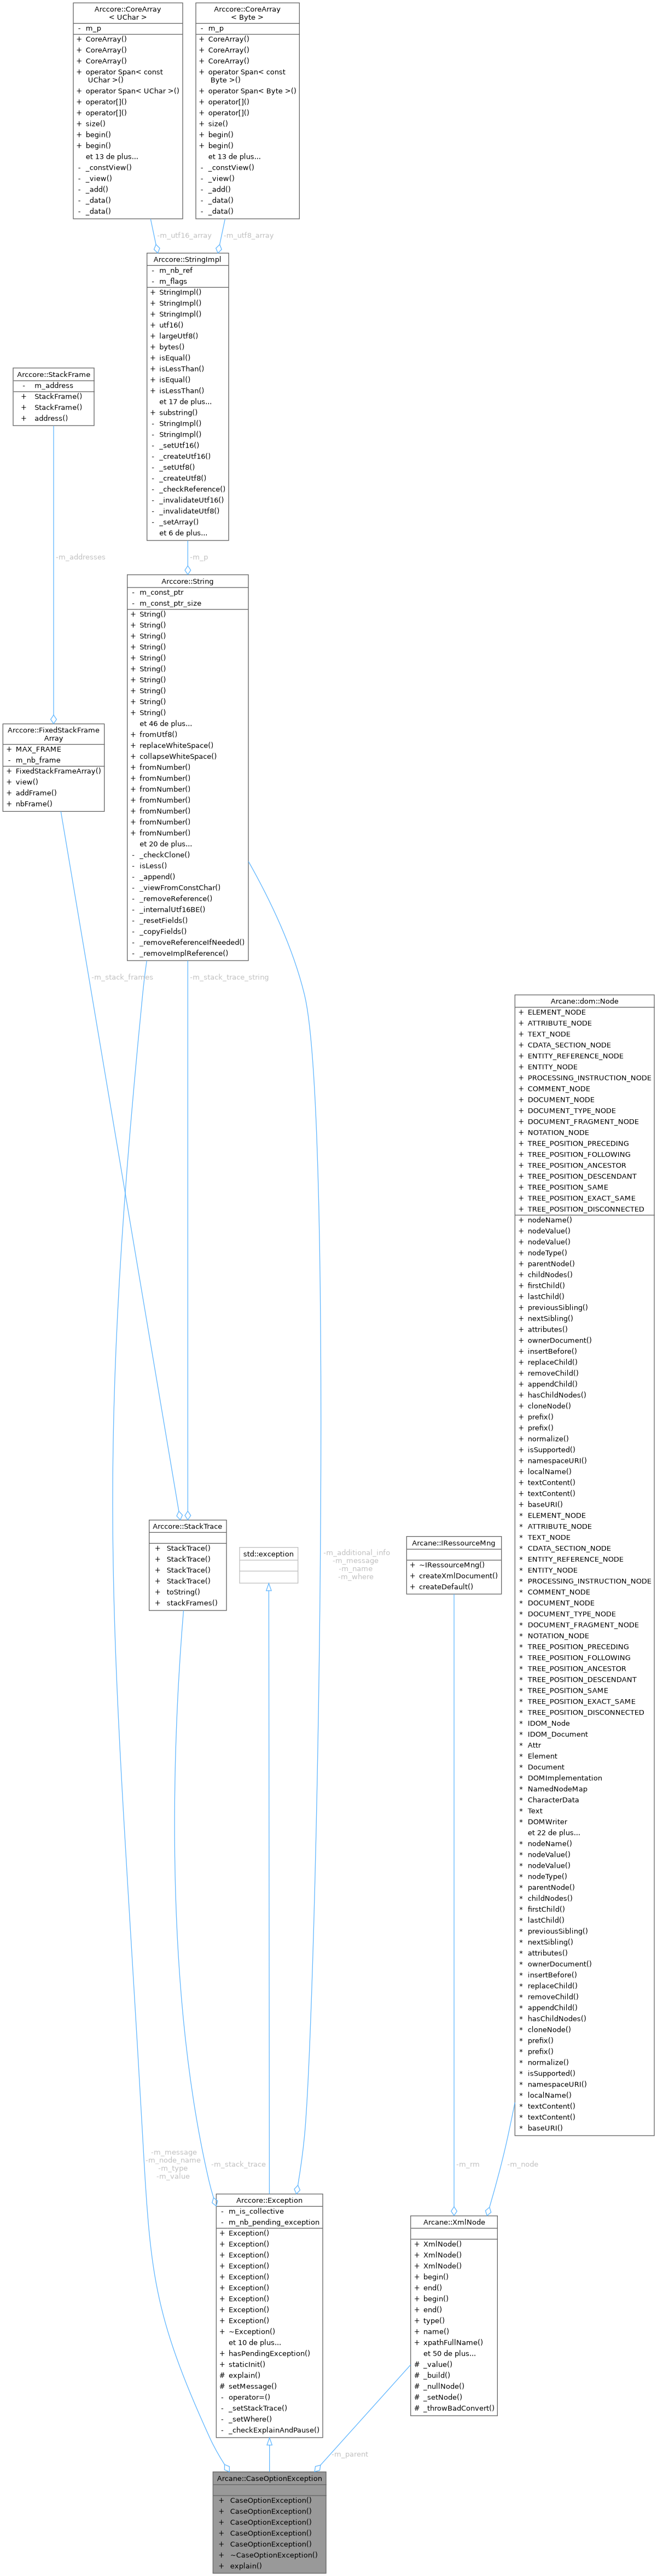 Arccore::CoreArray
< UChar >
- m_p
+ CoreArray()
+ CoreArray()
+ CoreArray()
+ operator Span< const
UChar >()
+ operator Span< UChar >()
+ operator[]()
+ operator[]()
+ size()
+ begin()
+ begin()
et 13 de plus...
- _constView()
- _view()
- _add()
- _data()
- _data()
Arccore::CoreArray
< Byte >
- m_p
+ CoreArray()
+ CoreArray()
+ CoreArray()
+ operator Span< const
Byte >()
+ operator Span< Byte >()
+ operator[]()
+ operator[]()
+ size()
+ begin()
+ begin()
et 13 de plus...
- _constView()
- _view()
- _add()
- _data()
- _data()
-m_utf16_array
-m_utf8_array
Arccore::StringImpl
- m_nb_ref
- m_flags
+ StringImpl()
+ StringImpl()
+ StringImpl()
+ utf16()
+ largeUtf8()
+ bytes()
+ isEqual()
+ isLessThan()
+ isEqual()
+ isLessThan()
et 17 de plus...
+ substring()
- StringImpl()
- StringImpl()
- _setUtf16()
- _createUtf16()
- _setUtf8()
- _createUtf8()
- _checkReference()
- _invalidateUtf16()
- _invalidateUtf8()
- _setArray()
et 6 de plus...
Arccore::StackFrame
- m_address
+ StackFrame()
+ StackFrame()
+ address()
-m_addresses
-m_p
Arccore::String
- m_const_ptr
- m_const_ptr_size
+ String()
+ String()
+ String()
+ String()
+ String()
+ String()
+ String()
+ String()
+ String()
+ String()
et 46 de plus...
+ fromUtf8()
+ replaceWhiteSpace()
+ collapseWhiteSpace()
+ fromNumber()
+ fromNumber()
+ fromNumber()
+ fromNumber()
+ fromNumber()
+ fromNumber()
+ fromNumber()
et 20 de plus...
- _checkClone()
- isLess()
- _append()
- _viewFromConstChar()
- _removeReference()
- _internalUtf16BE()
- _resetFields()
- _copyFields()
- _removeReferenceIfNeeded()
- _removeImplReference()
Arccore::FixedStackFrame
Array
+ MAX_FRAME
- m_nb_frame
+ FixedStackFrameArray()
+ view()
+ addFrame()
+ nbFrame()
-m_stack_frames
-m_stack_trace_string
Arcane::dom::Node
+ ELEMENT_NODE
+ ATTRIBUTE_NODE
+ TEXT_NODE
+ CDATA_SECTION_NODE
+ ENTITY_REFERENCE_NODE
+ ENTITY_NODE
+ PROCESSING_INSTRUCTION_NODE
+ COMMENT_NODE
+ DOCUMENT_NODE
+ DOCUMENT_TYPE_NODE
+ DOCUMENT_FRAGMENT_NODE
+ NOTATION_NODE
+ TREE_POSITION_PRECEDING
+ TREE_POSITION_FOLLOWING
+ TREE_POSITION_ANCESTOR
+ TREE_POSITION_DESCENDANT
+ TREE_POSITION_SAME
+ TREE_POSITION_EXACT_SAME
+ TREE_POSITION_DISCONNECTED
+ nodeName()
+ nodeValue()
+ nodeValue()
+ nodeType()
+ parentNode()
+ childNodes()
+ firstChild()
+ lastChild()
+ previousSibling()
+ nextSibling()
+ attributes()
+ ownerDocument()
+ insertBefore()
+ replaceChild()
+ removeChild()
+ appendChild()
+ hasChildNodes()
+ cloneNode()
+ prefix()
+ prefix()
+ normalize()
+ isSupported()
+ namespaceURI()
+ localName()
+ textContent()
+ textContent()
+ baseURI()
* ELEMENT_NODE
* ATTRIBUTE_NODE
* TEXT_NODE
* CDATA_SECTION_NODE
* ENTITY_REFERENCE_NODE
* ENTITY_NODE
* PROCESSING_INSTRUCTION_NODE
* COMMENT_NODE
* DOCUMENT_NODE
* DOCUMENT_TYPE_NODE
* DOCUMENT_FRAGMENT_NODE
* NOTATION_NODE
* TREE_POSITION_PRECEDING
* TREE_POSITION_FOLLOWING
* TREE_POSITION_ANCESTOR
* TREE_POSITION_DESCENDANT
* TREE_POSITION_SAME
* TREE_POSITION_EXACT_SAME
* TREE_POSITION_DISCONNECTED
* IDOM_Node
* IDOM_Document
* Attr
* Element
* Document
* DOMImplementation
* NamedNodeMap
* CharacterData
* Text
* DOMWriter
et 22 de plus...
* nodeName()
* nodeValue()
* nodeValue()
* nodeType()
* parentNode()
* childNodes()
* firstChild()
* lastChild()
* previousSibling()
* nextSibling()
* attributes()
* ownerDocument()
* insertBefore()
* replaceChild()
* removeChild()
* appendChild()
* hasChildNodes()
* cloneNode()
* prefix()
* prefix()
* normalize()
* isSupported()
* namespaceURI()
* localName()
* textContent()
* textContent()
* baseURI()
Arccore::StackTrace
+ StackTrace()
+ StackTrace()
+ StackTrace()
+ StackTrace()
+ toString()
+ stackFrames()
std::exception
-m_additional_info
-m_message
-m_name
-m_where
Arcane::IRessourceMng
+ ~IRessourceMng()
+ createXmlDocument()
+ createDefault()
-m_message
-m_node_name
-m_type
-m_value
-m_stack_trace
-m_rm
-m_node
Arccore::Exception
- m_is_collective
- m_nb_pending_exception
+ Exception()
+ Exception()
+ Exception()
+ Exception()
+ Exception()
+ Exception()
+ Exception()
+ Exception()
+ Exception()
+ ~Exception()
et 10 de plus...
+ hasPendingException()
+ staticInit()
# explain()
# setMessage()
- operator=()
- _setStackTrace()
- _setWhere()
- _checkExplainAndPause()
Arcane::XmlNode
+ XmlNode()
+ XmlNode()
+ XmlNode()
+ begin()
+ end()
+ begin()
+ end()
+ type()
+ name()
+ xpathFullName()
et 50 de plus...
# _value()
# _build()
# _nullNode()
# _setNode()
# _throwBadConvert()
-m_parent
Arcane::CaseOptionException
+ CaseOptionException()
+ CaseOptionException()
+ CaseOptionException()
+ CaseOptionException()
+ CaseOptionException()
+ ~CaseOptionException()
+ explain()